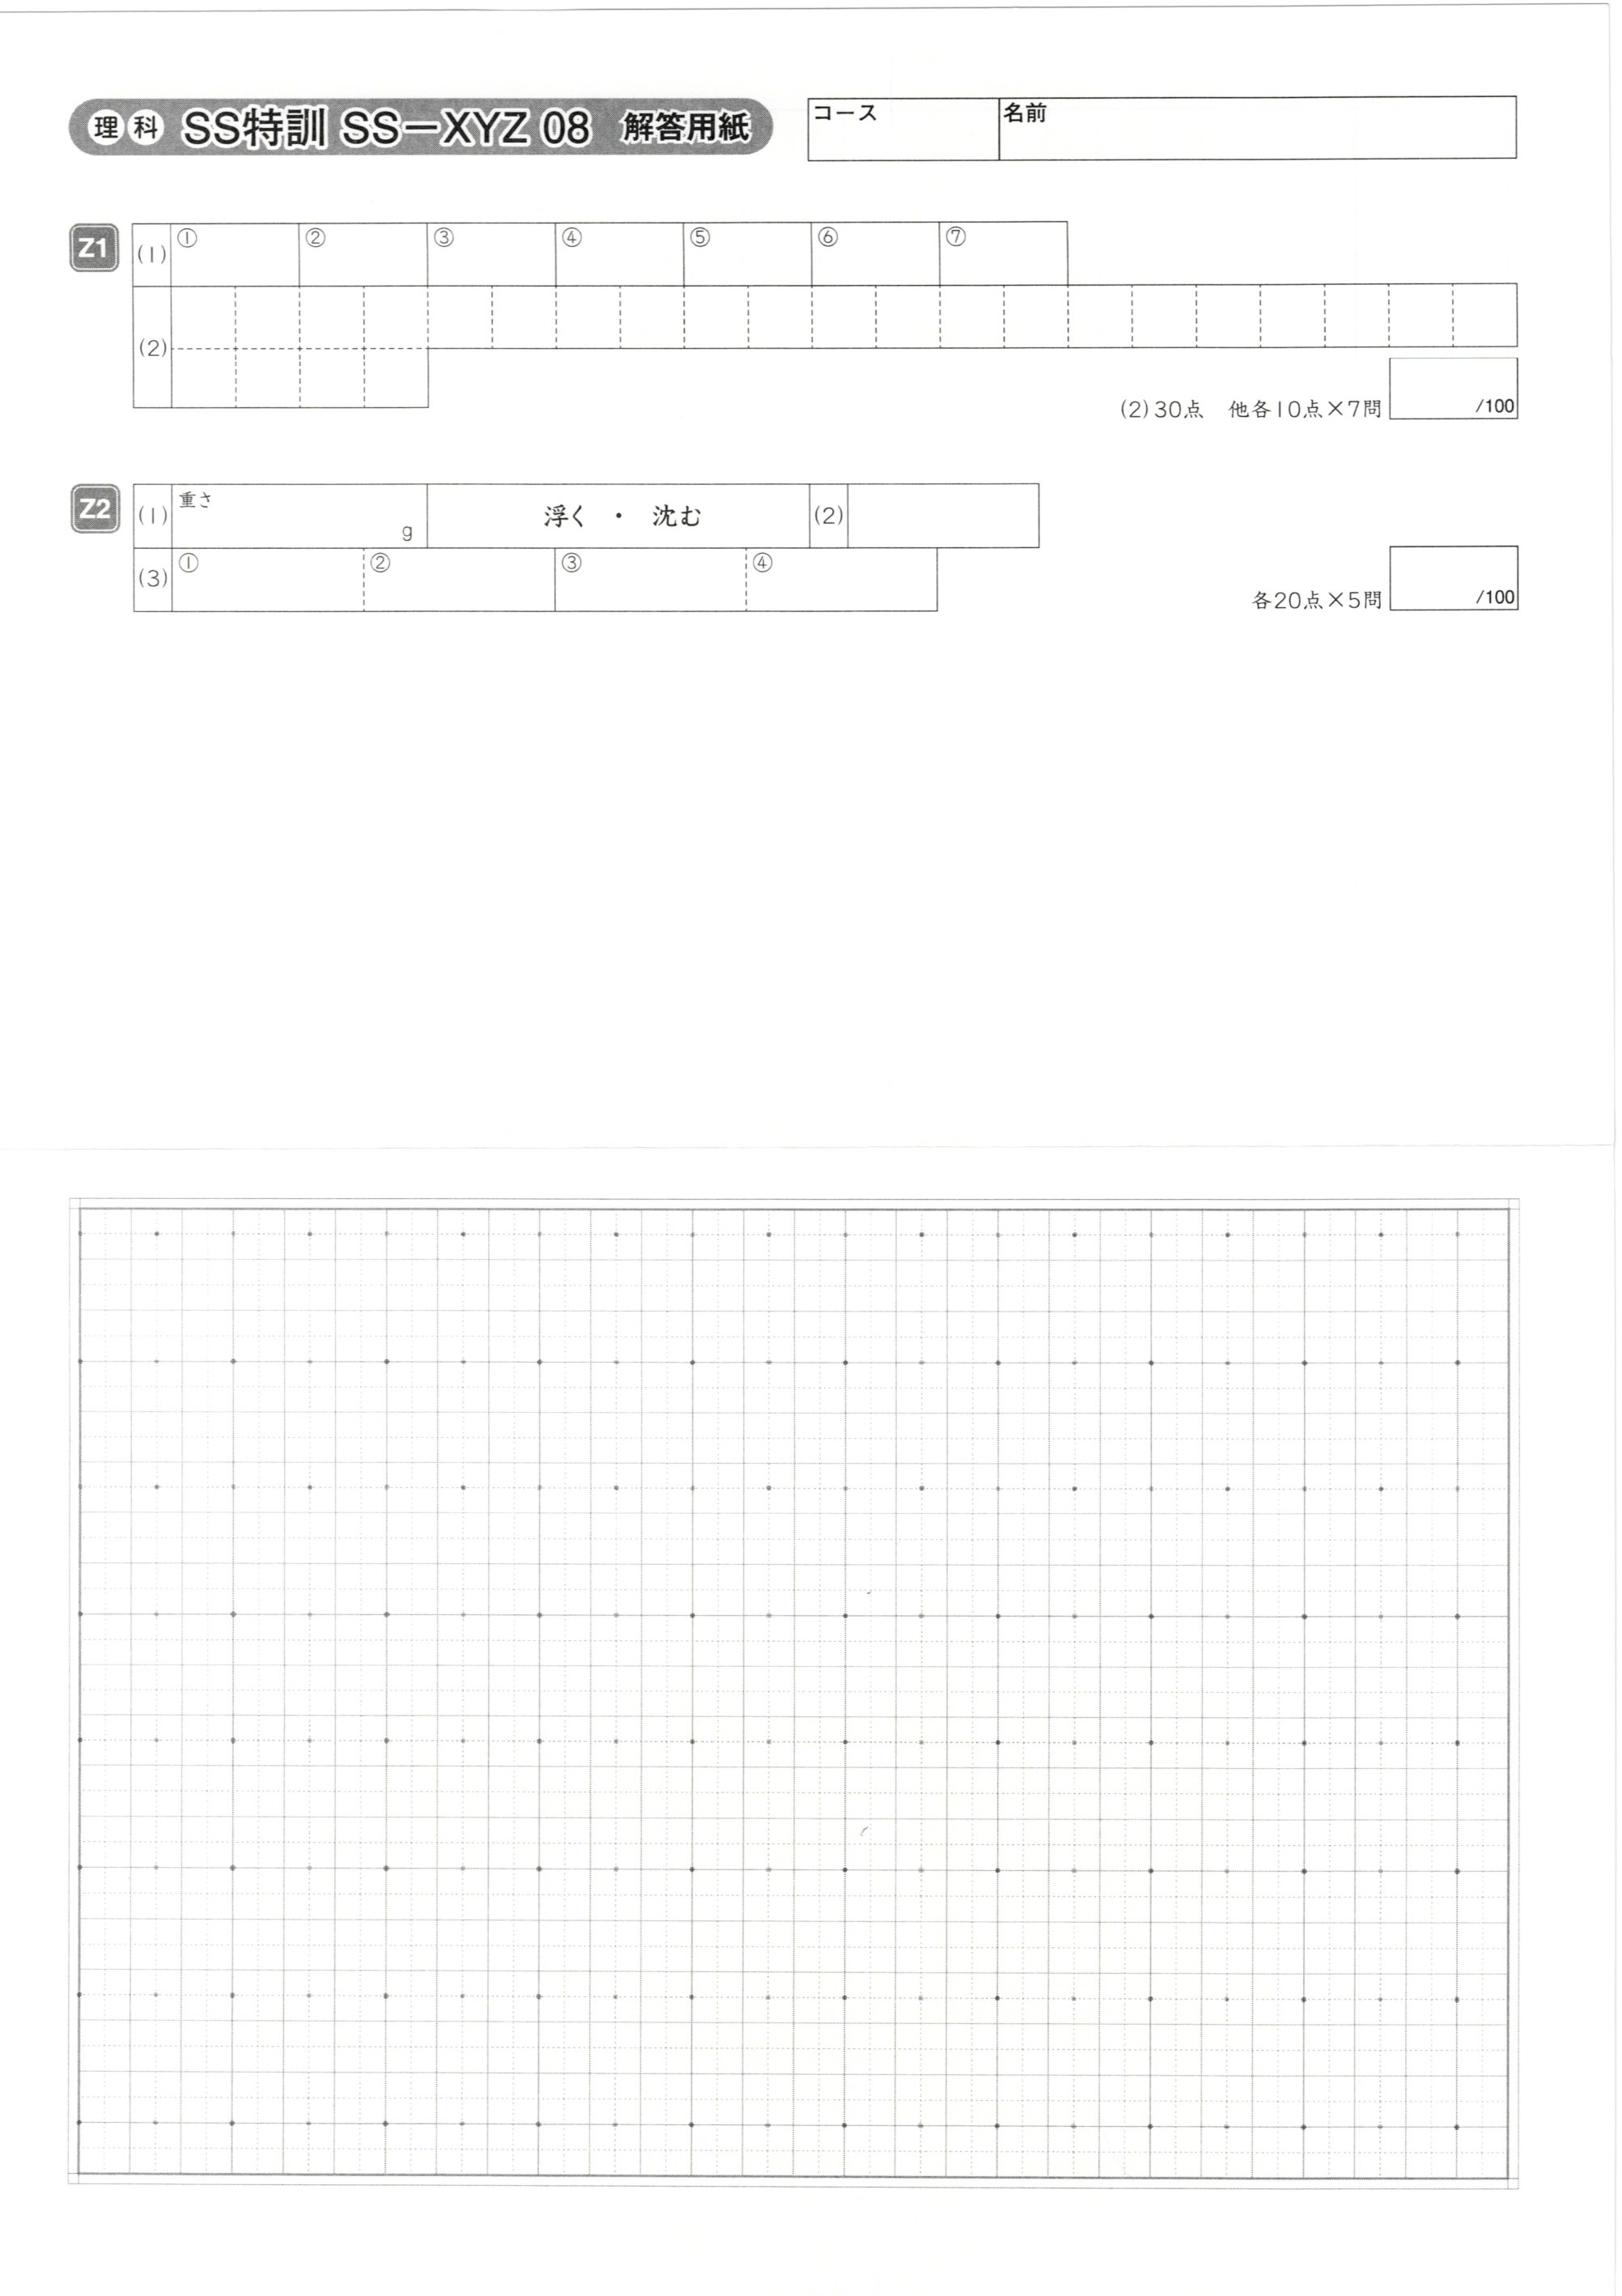 理科 SS特訓 SS－XYZ 08 解答用紙
コース 名前
Z1
(1) ① ② ③ ④ ⑤ ⑥ ⑦
(2)
(2)30点 他各10点×7問 /100
Z2
(1) 重さ g 浮く ・ 沈む (2)
(3) ① ② ③ ④
各20点×5問 /100